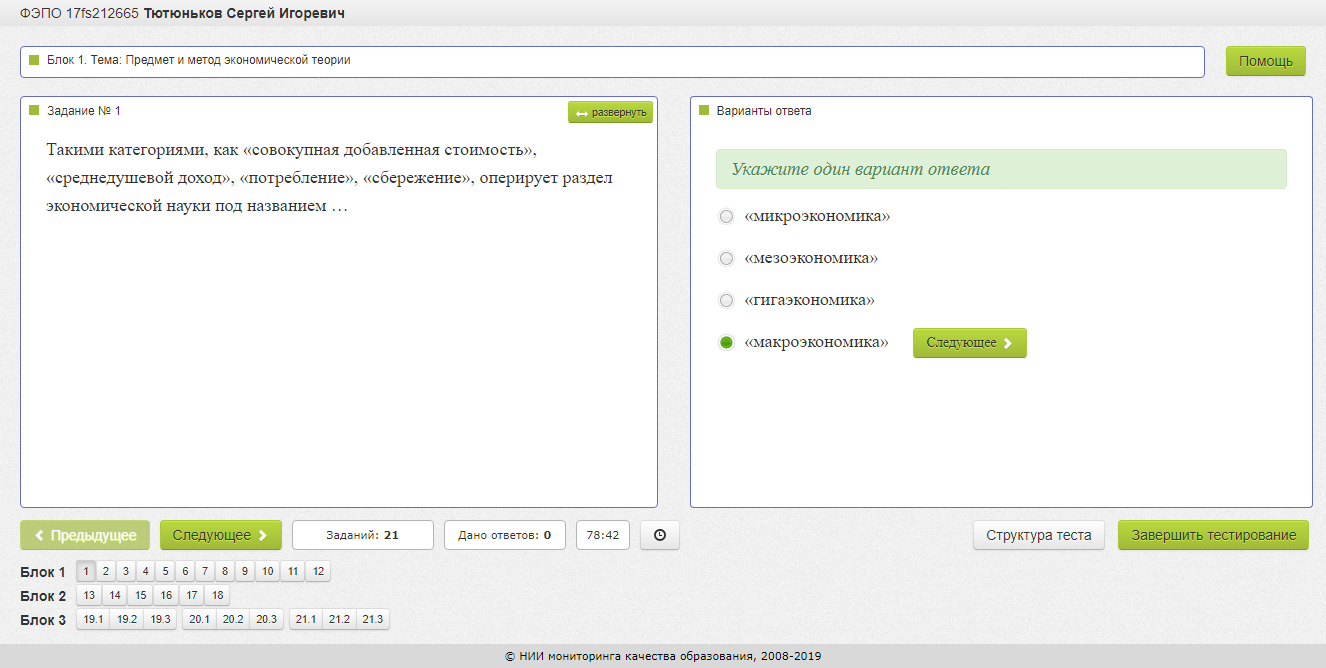 ФЭПО 17fs212665 Тютюньков Сергей Игоревич
Блок 1. Тема: Предмет и метод экономической теории
Помощь
Задание № 1
развернуть
Такими категориями, как «совокупная добавленная стоимость»,
«среднедушевой доход», «потребление», «сбережение», оперирует раздел
экономической науки под названием …
Варианты ответа
Укажите один вариант ответа
«микроэкономика»
«мезоэкономика»
«гигаэкономика»
«макроэкономика»
Следующее
Предыдущее
Следующее
Заданий: 21
Дано ответов: 0
78:42
Структура теста
Завершить тестирование
Блок 1 1 2 3 4 5 6 7 8 9 10 11 12
Блок 2 13 14 15 16 17 18
Блок 3 19.1 19.2 19.3 20.1 20.2 20.3 21.1 21.2 21.3
© НИИ мониторинга качества образования, 2008-2019